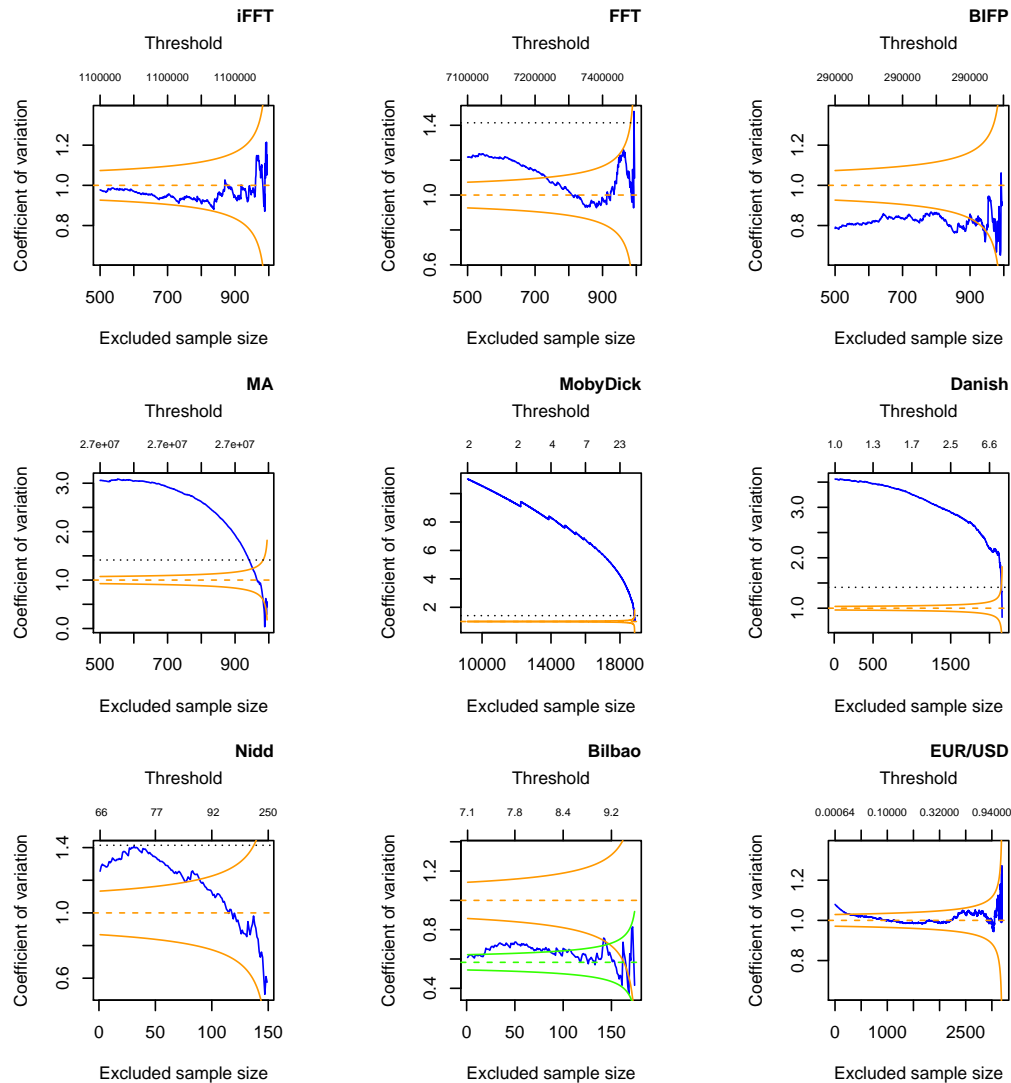 iFFT
Threshold
1100000 1100000 1100000
Coefficient of variation
0.8 1.0 1.2
500 700 900
Excluded sample size
FFT
Threshold
7100000 7200000 7400000
Coefficient of variation
0.6 1.0 1.4
500 700 900
Excluded sample size
BIFP
Threshold
290000 290000 290000
Coefficient of variation
0.8 1.0 1.2
500 700 900
Excluded sample size
MA
Threshold
2.7e+07 2.7e+07 2.7e+07
Coefficient of variation
0.0 1.0 2.0 3.0
500 700 900
Excluded sample size
MobyDick
Threshold
2 2 4 7 23
Coefficient of variation
2 4 6 8
10000 14000 18000
Excluded sample size
Danish
Threshold
1.0 1.3 1.7 2.5 6.6
Coefficient of variation
1.0 2.0 3.0
0 500 1500
Excluded sample size
Nidd
Threshold
66 77 92 250
Coefficient of variation
0.6 1.0 1.4
0 50 100 150
Excluded sample size
Bilbao
Threshold
7.1 7.8 8.4 9.2
Coefficient of variation
0.4 0.8 1.2
0 50 100 150
Excluded sample size
EUR/USD
Threshold
0.00064 0.10000 0.32000 0.94000
Coefficient of variation
0.8 1.0 1.2
0 1000 2500
Excluded sample size